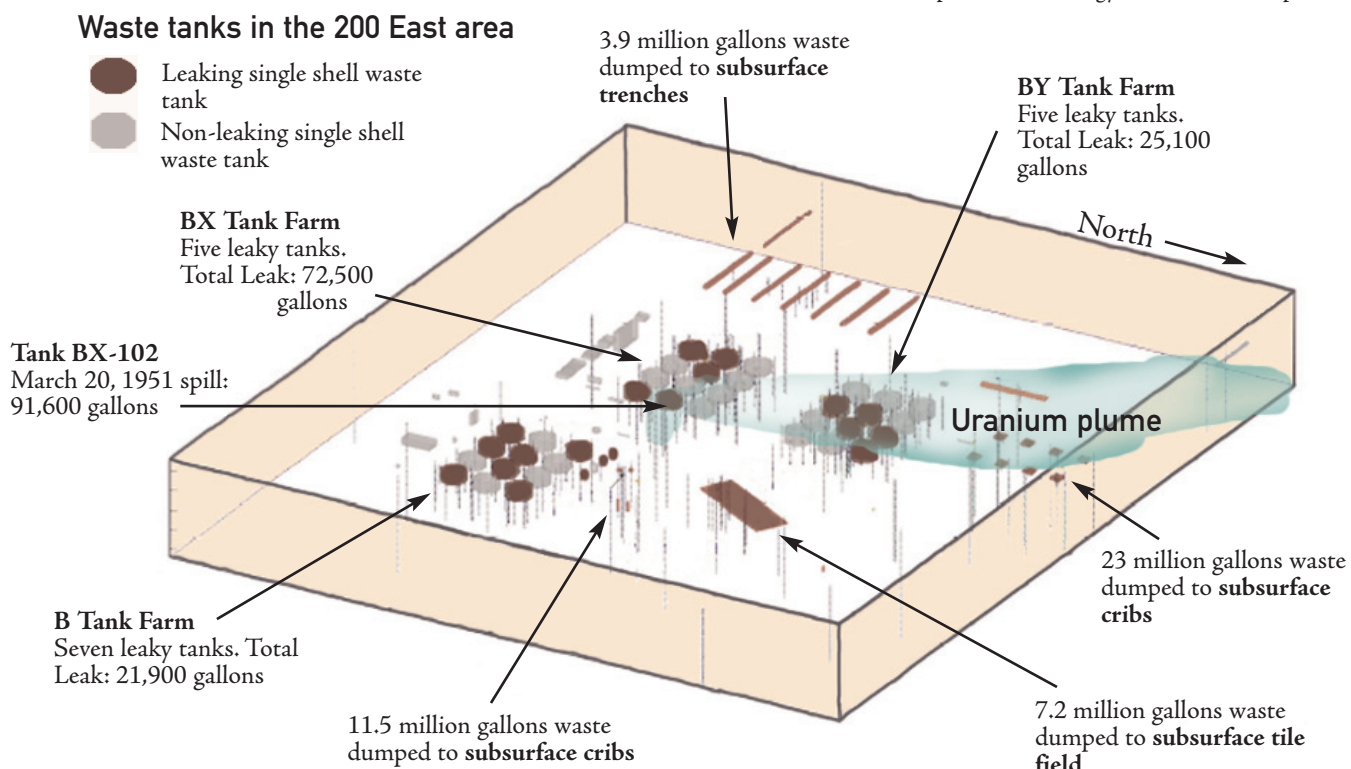 Waste tanks in the 200 East area
Leaking single shell waste
tank
Non-leaking single shell
waste tank
3.9 million gallons waste
dumped to subsurface
trenches
BY Tank Farm
Five leaky tanks.
Total Leak: 25,100
gallons
North
BX Tank Farm
Five leaky tanks.
Total Leak: 72,500
gallons
Tank BX-102
March 20, 1951 spill:
91,600 gallons
Uranium plume
B Tank Farm
Seven leaky tanks. Total
Leak: 21,900 gallons
11.5 million gallons waste
dumped to subsurface cribs
23 million gallons waste
dumped to subsurface
cribs
7.2 million gallons waste
dumped to subsurface tile
field